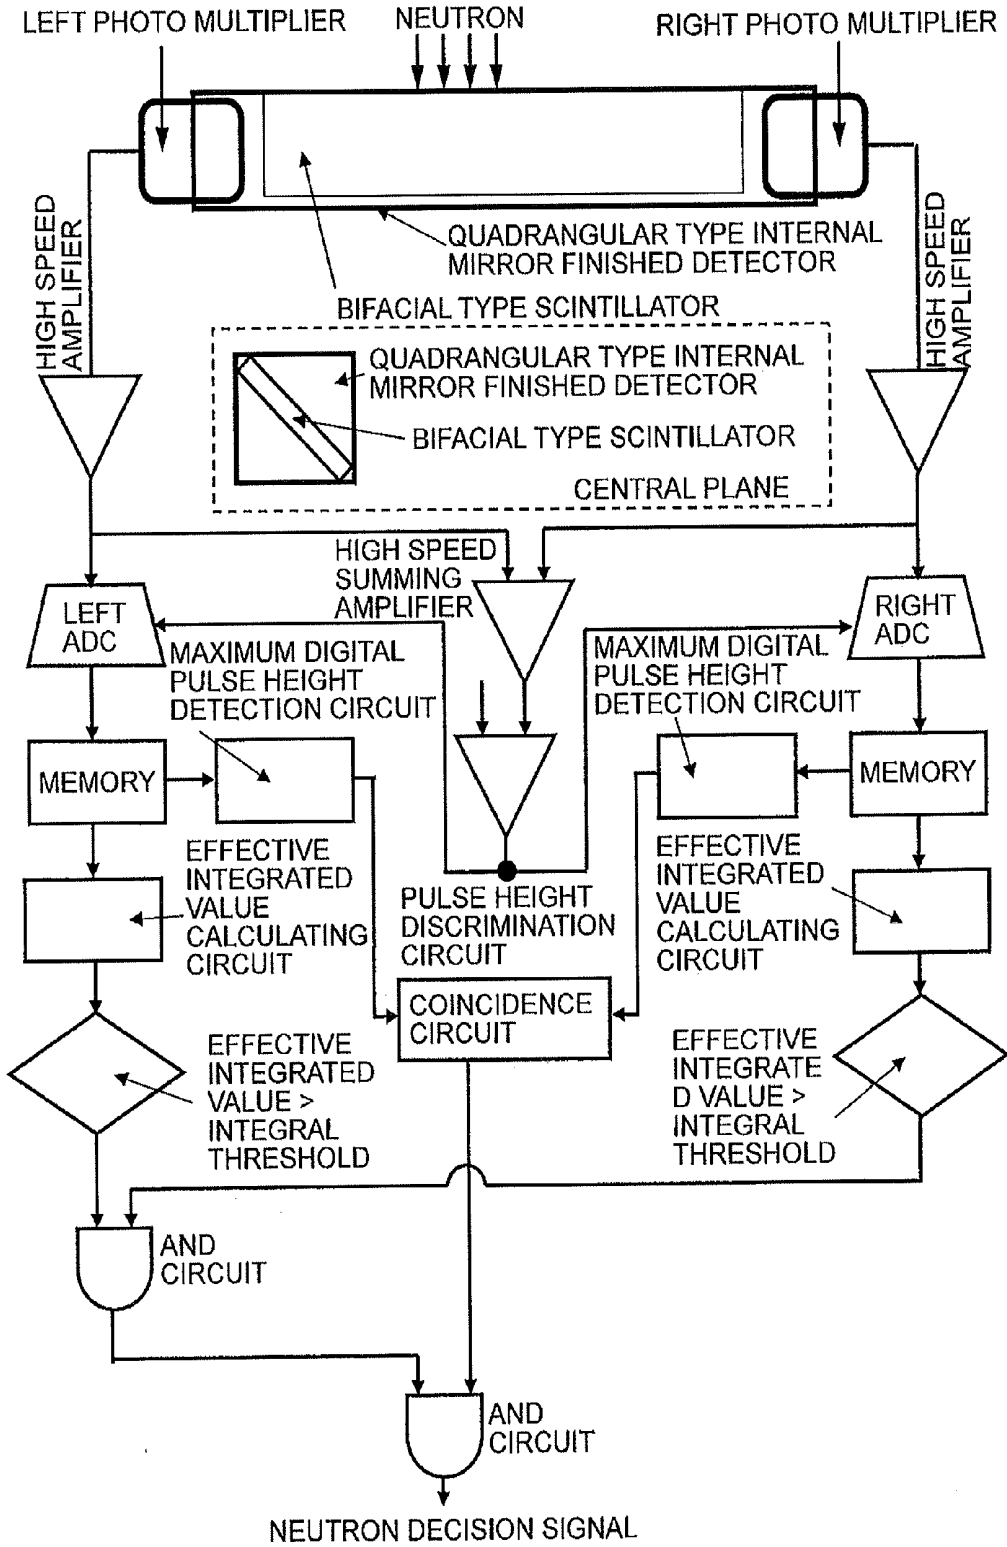 LEFT PHOTO MULTIPLIER
NEUTRON
RIGHT PHOTO MULTIPLIER
HIGH SPEED
AMPLIFIER
QUADRANGULAR TYPE INTERNAL
MIRROR FINISHED DETECTOR
HIGH SPEED
AMPLIFIER
BIFACIAL TYPE SCINTILLATOR
QUADRANGULAR TYPE INTERNAL
MIRROR FINISHED DETECTOR
BIFACIAL TYPE SCINTILLATOR
CENTRAL PLANE
HIGH SPEED
SUMMING
AMPLIFIER
LEFT
ADC
RIGHT
ADC
MAXIMUM DIGITAL
PULSE HEIGHT
DETECTION CIRCUIT
MAXIMUM DIGITAL
PULSE HEIGHT
DETECTION CIRCUIT
MEMORY
MEMORY
EFFECTIVE
INTEGRATED
VALUE
CALCULATING
CIRCUIT
PULSE HEIGHT
DISCRIMINATION
CIRCUIT
EFFECTIVE
INTEGRATED
VALUE
CALCULATING
CIRCUIT
COINCIDENCE
CIRCUIT
EFFECTIVE
INTEGRATED
VALUE >
INTEGRAL
THRESHOLD
EFFECTIVE
INTEGRATE
D VALUE >
INTEGRAL
THRESHOLD
AND
CIRCUIT
AND
CIRCUIT
NEUTRON DECISION SIGNAL